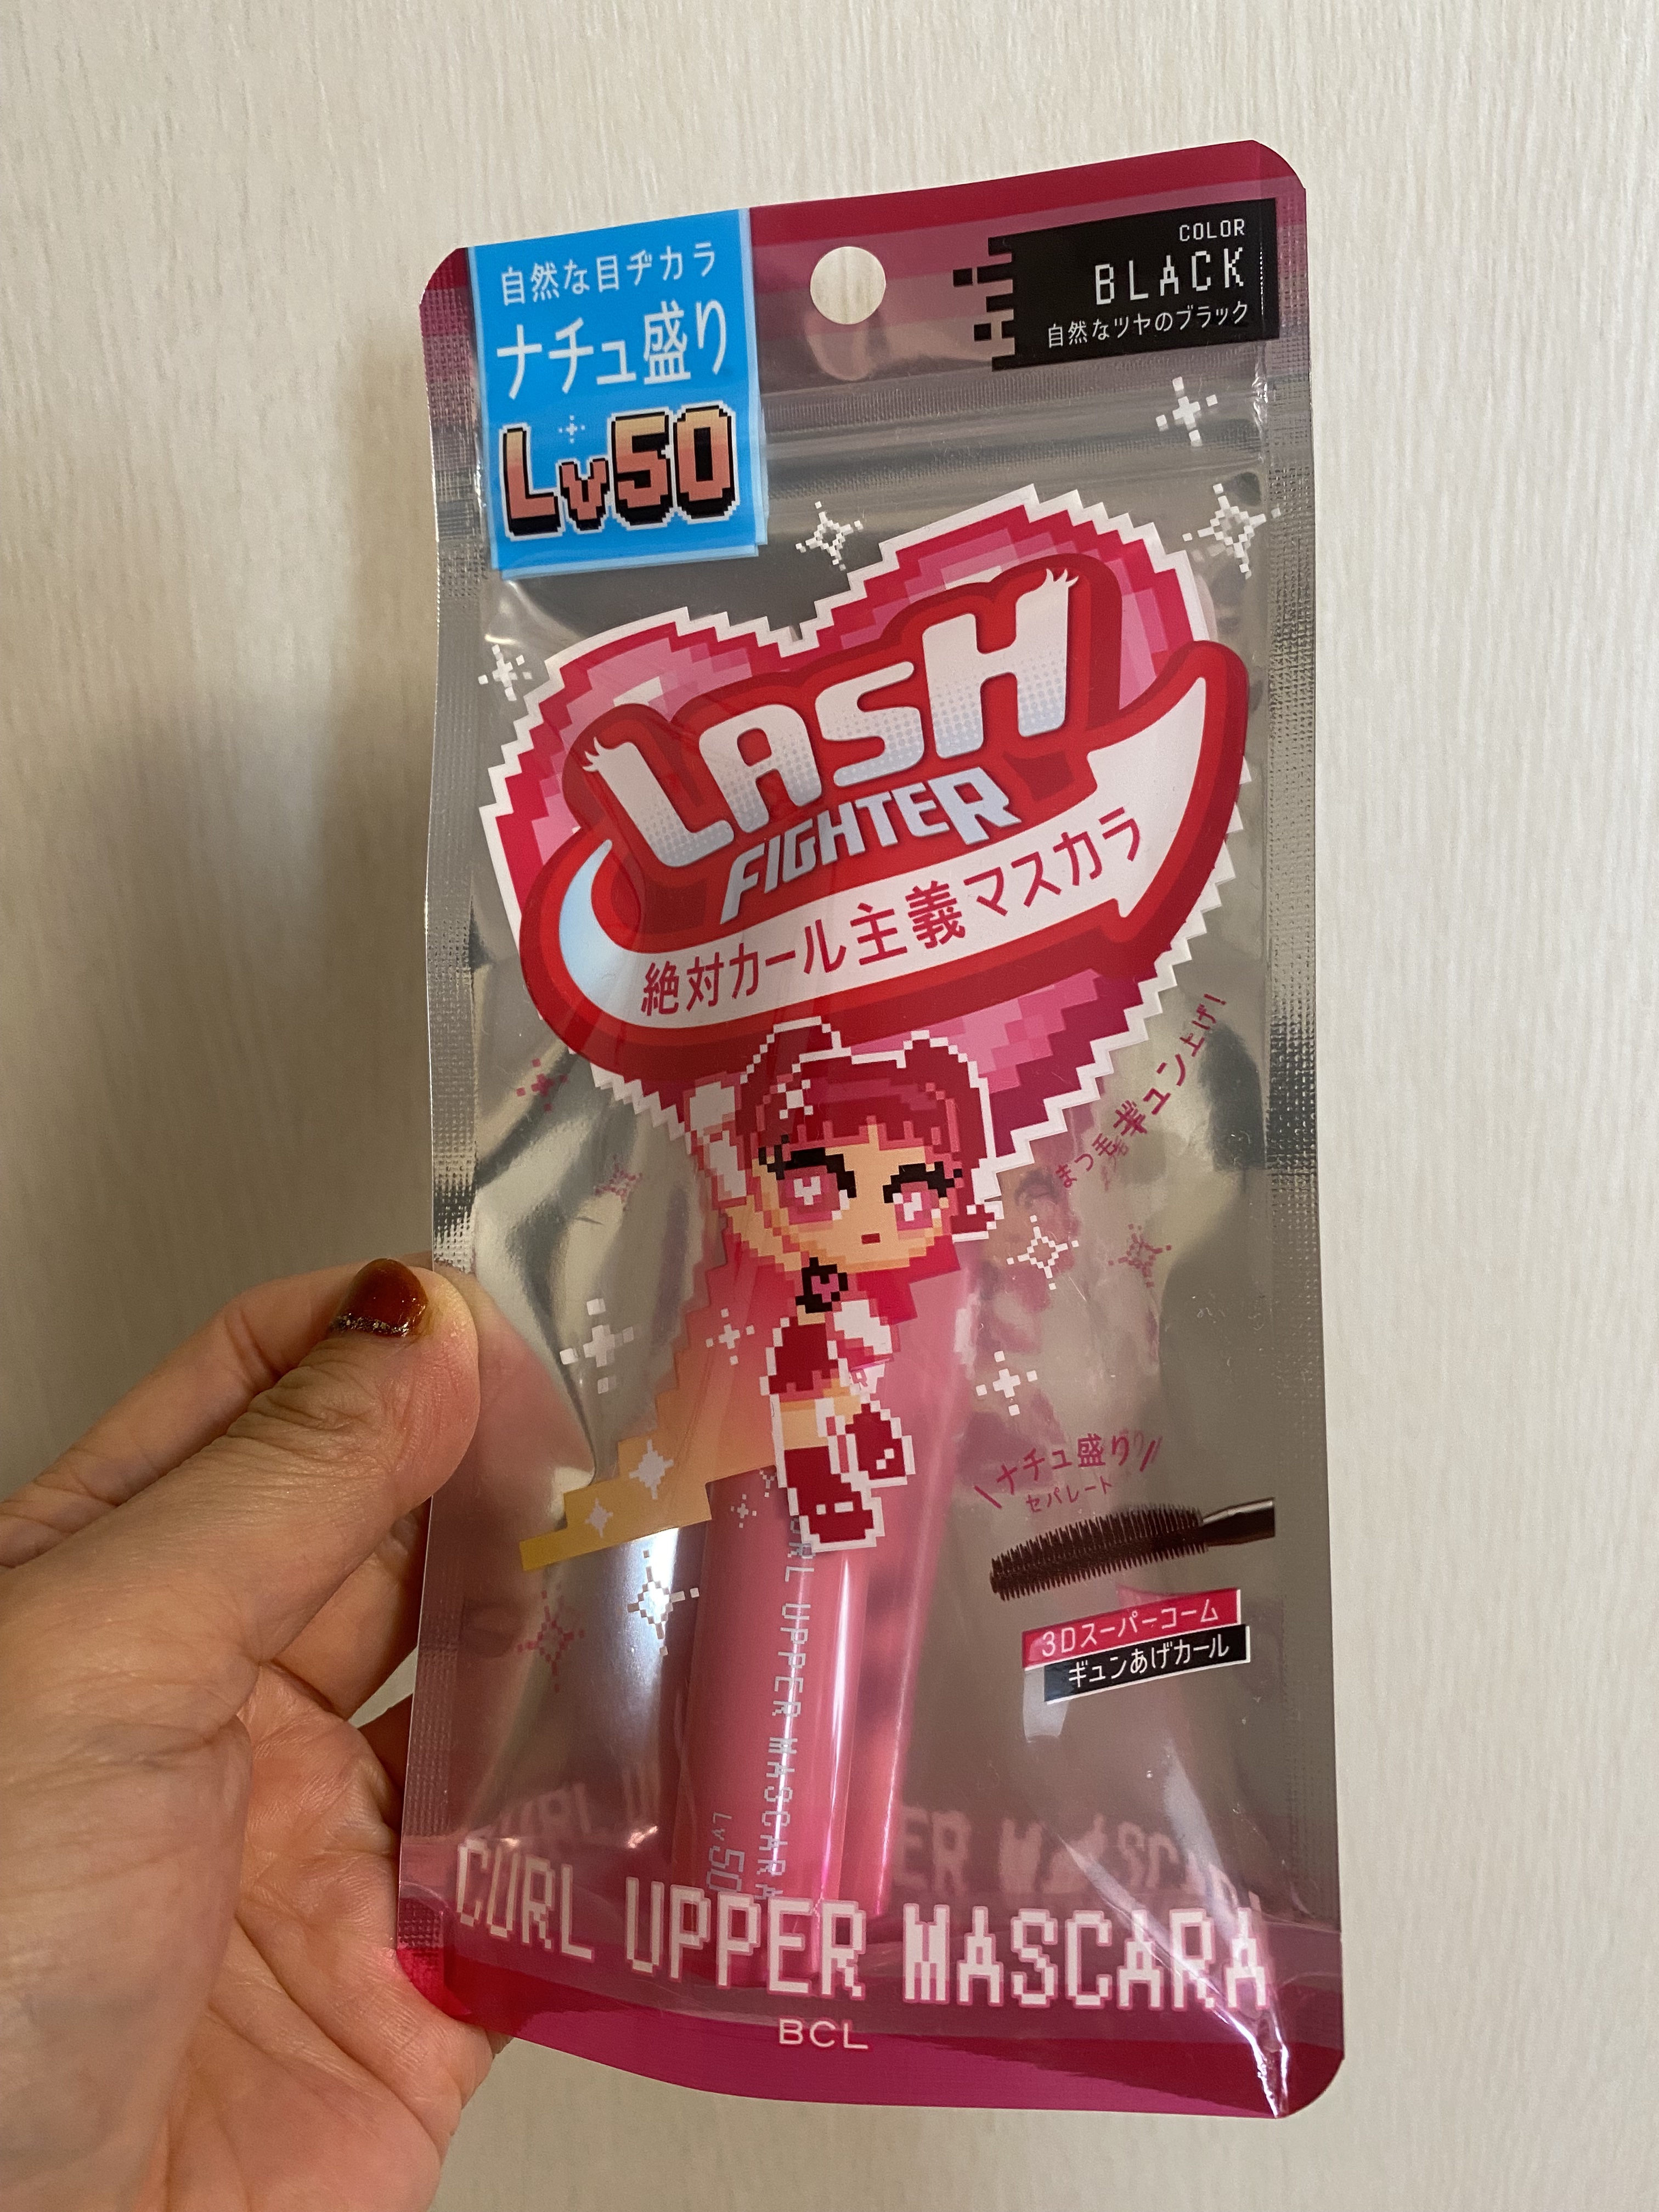 自然な目ヂカラ
ナチュ盛り
Lv50
COLOR
BLACK
自然なツヤのブラック
LASH
FIGHTER
絶対カール主義マスカラ
まつ毛ギュン上げ!
ナチュ盛り
セパレート
3Dスーパーコーム
ギュンあげカール
CURL UPPER MASCARA
Lv50
CURL UPPER MASCARA
BCL